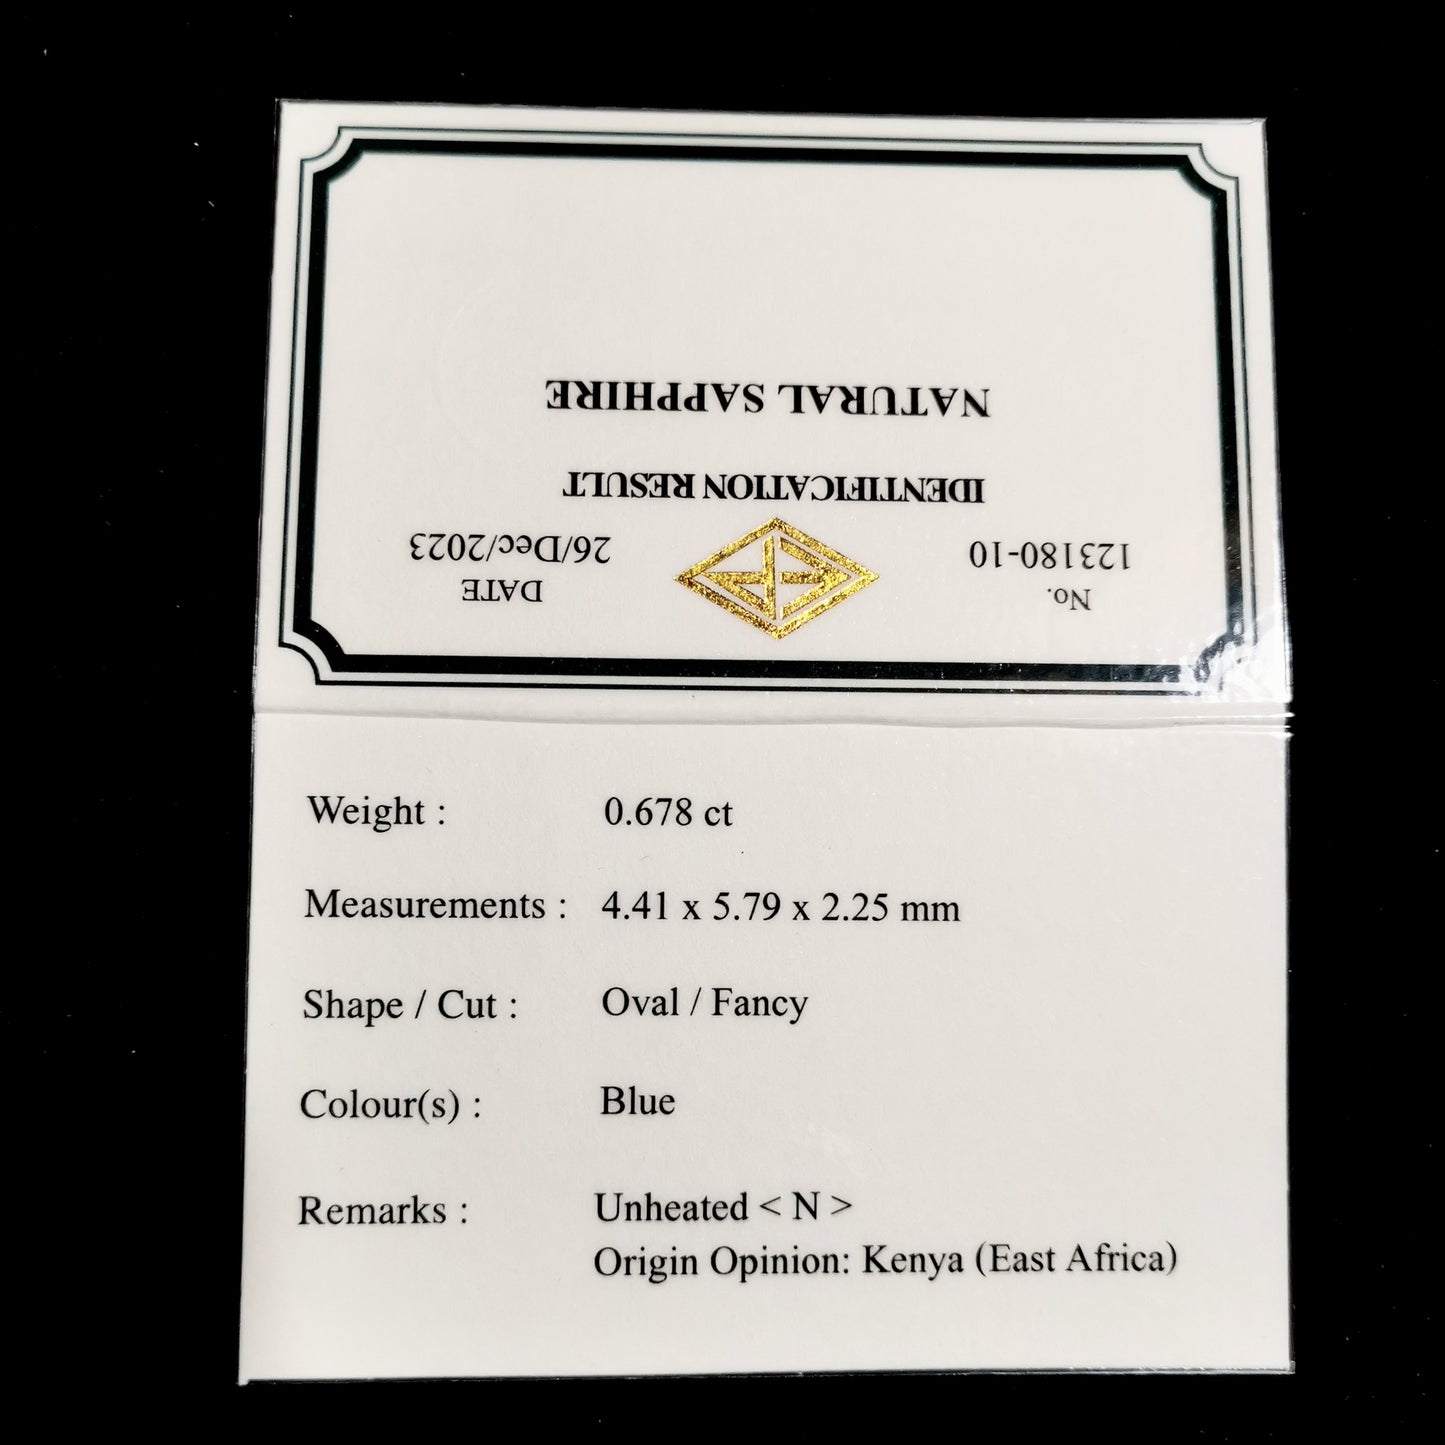 No.
123180-10
DATE
26/Dec/2023
IDENTIFICATION RESULT
NATURAL SAPPHIRE
Weight : 0.678 ct
Measurements : 4.41 x 5.79 x 2.25 mm
Shape / Cut : Oval / Fancy
Colour(s) : Blue
Remarks : Unheated < N >
Origin Opinion: Kenya (East Africa)